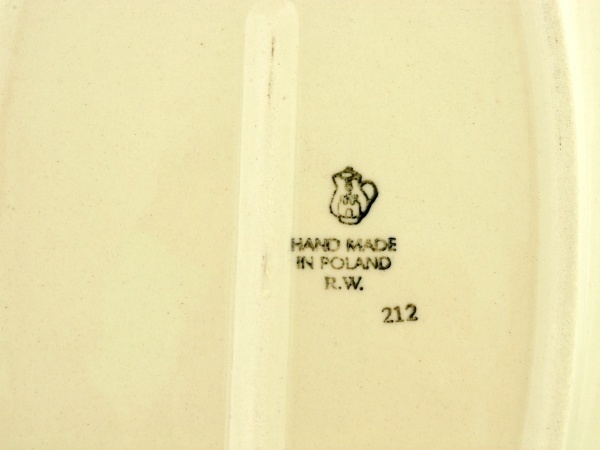 HAND MADE
IN POLAND
R.W.
212